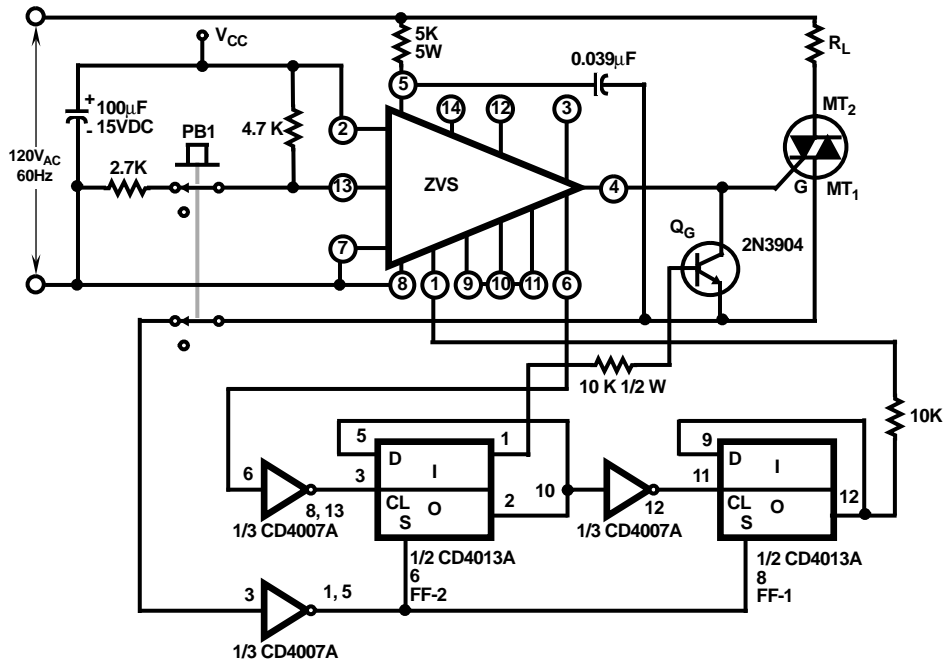 5K
5W
R_L
V_CC
0.039μF
5
14
12
3
MT_2
+
100μF
- 15VDC
PB1
4.7 K
2
120V_AC
60Hz
2.7K
13
ZVS
4
G
MT_1
Q_G
2N3904
7
8
1
9
10
11
6
10 K 1/2 W
10K
5
1
9
D
I
D
I
6
3
10
11
12
8, 13
CL
O
2
12
CL
O
S
S
1/3 CD4007A
1/3 CD4007A
1/2 CD4013A
1/2 CD4013A
6
8
FF-2
FF-1
3
1, 5
1/3 CD4007A